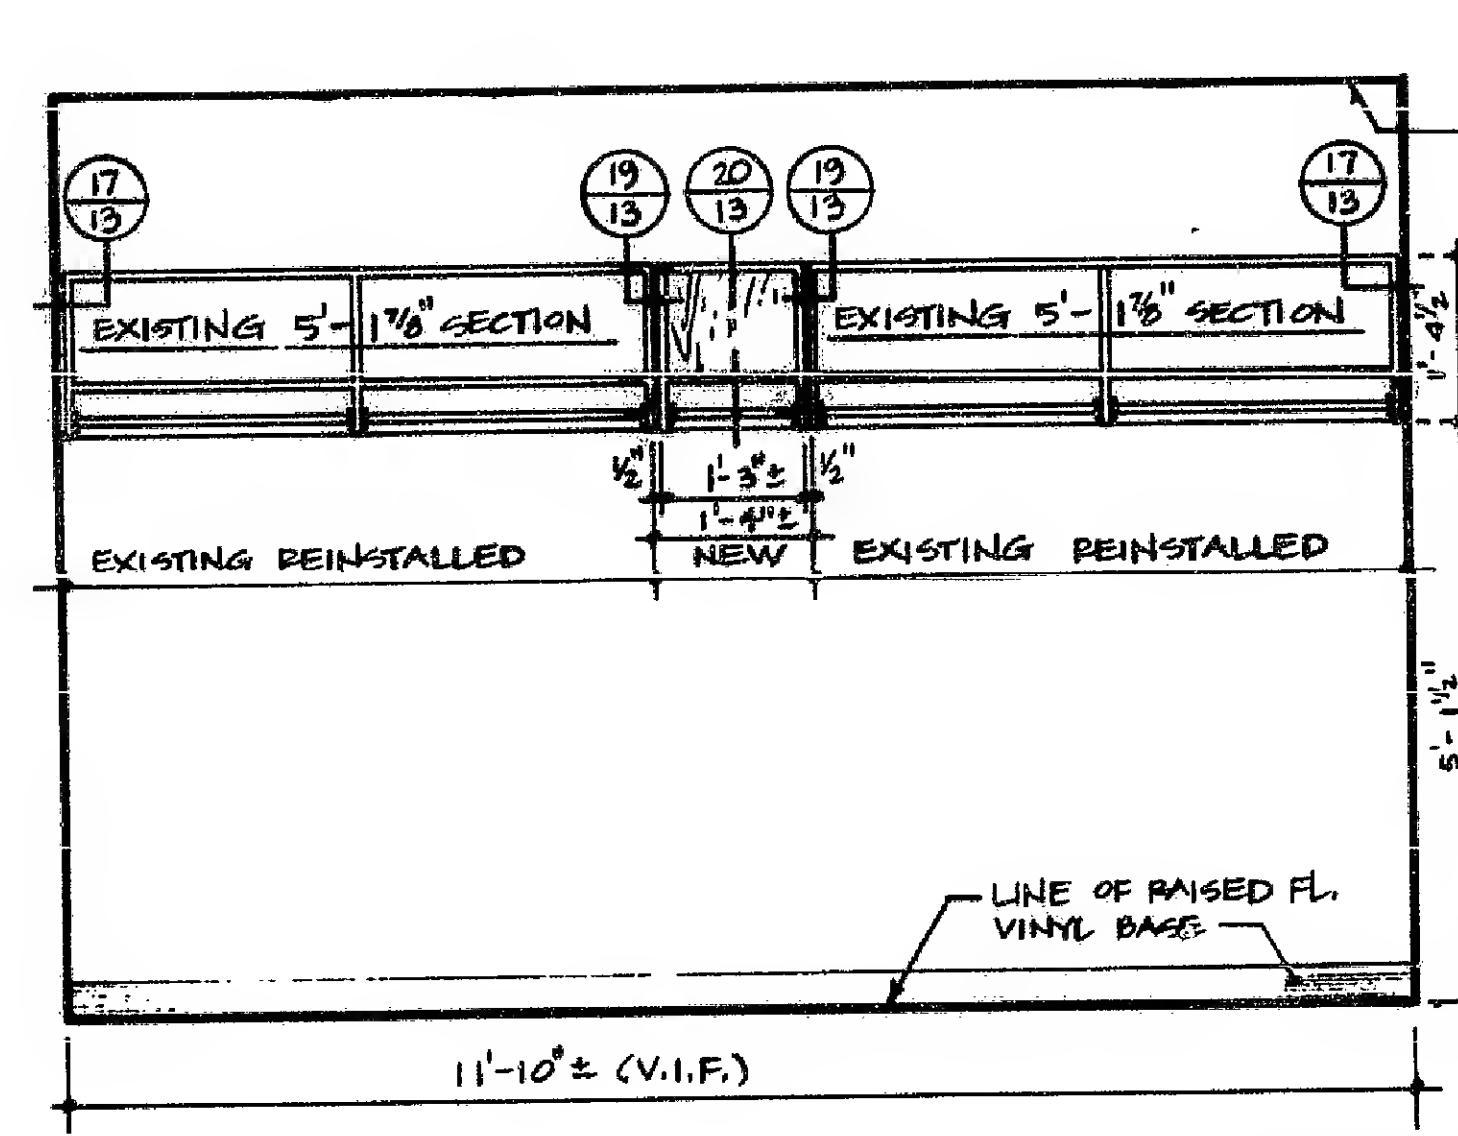 17 19 20 19 17
13 13 13 13 13
EXISTING 5'-1 7/8" SECTION
EXISTING 5'-1 7/8" SECTION
1'-4 1/2"
1/2" 1'-3"± 1/2"
1'-4"±
EXISTING REINSTALLED NEW EXISTING REINSTALLED
5'-1 1/2"
LINE OF RAISED FL.
VINYL BASE
11'-10"± (V.I.F.)